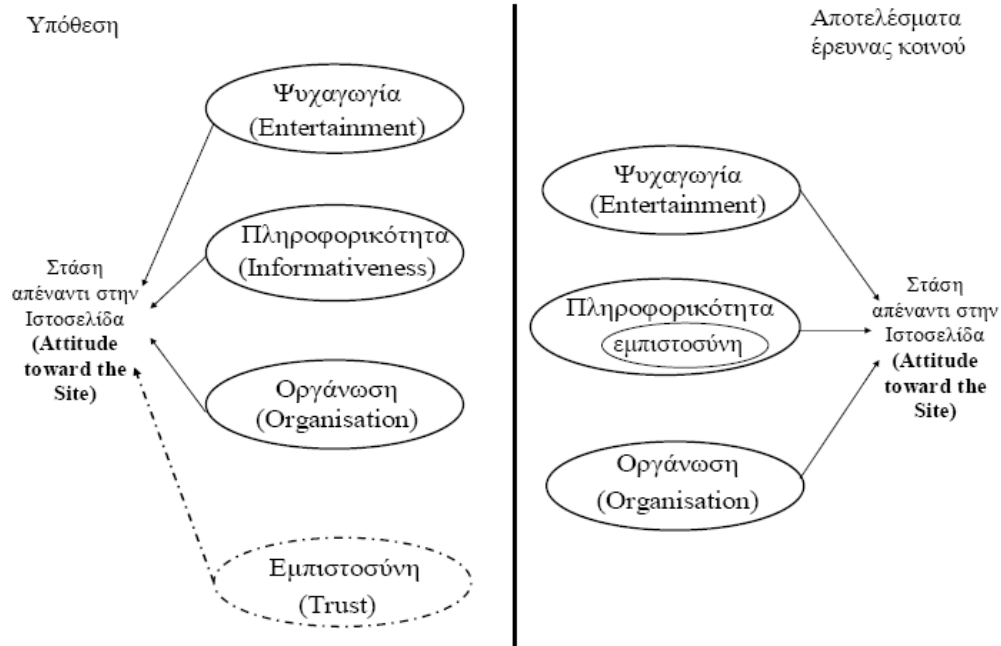 Υπόθεση
Ψυχαγωγία
(Entertainment)
Πληροφορικότητα
(Informativeness)
Στάση
απέναντι στην
Ιστοσελίδα
(Attitude
toward the
Site)
Οργάνωση
(Organisation)
Εμπιστοσύνη
(Trust)
Αποτελέσματα
έρευνας κοινού
Ψυχαγωγία
(Entertainment)
Πληροφορικότητα
εμπιστοσύνη
Οργάνωση
(Organisation)
Στάση
απέναντι στην
Ιστοσελίδα
(Attitude
toward the
Site)